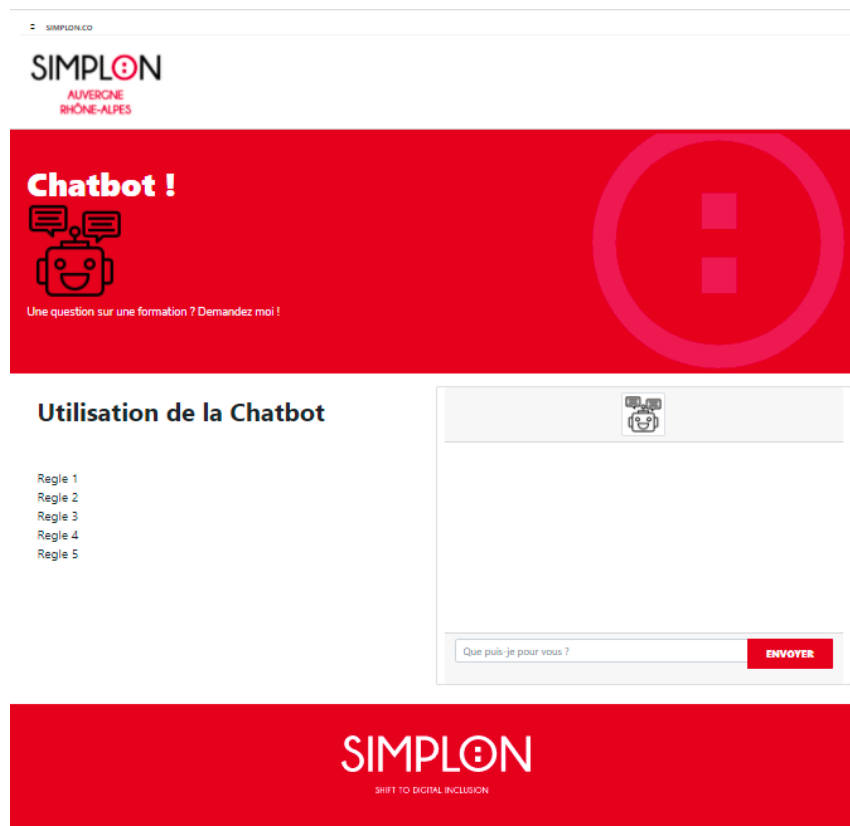 SIMPLON.CO
SIMPLON
AUVERGNE
RHÔNE-ALPES
Chatbot !
Une question sur une formation ? Demandez moi !
Utilisation de la Chatbot
Regle 1
Regle 2
Regle 3
Regle 4
Regle 5
Que puis-je pour vous ?
ENVOYER
SIMPLON
SHIFT TO DIGITAL INCLUSION